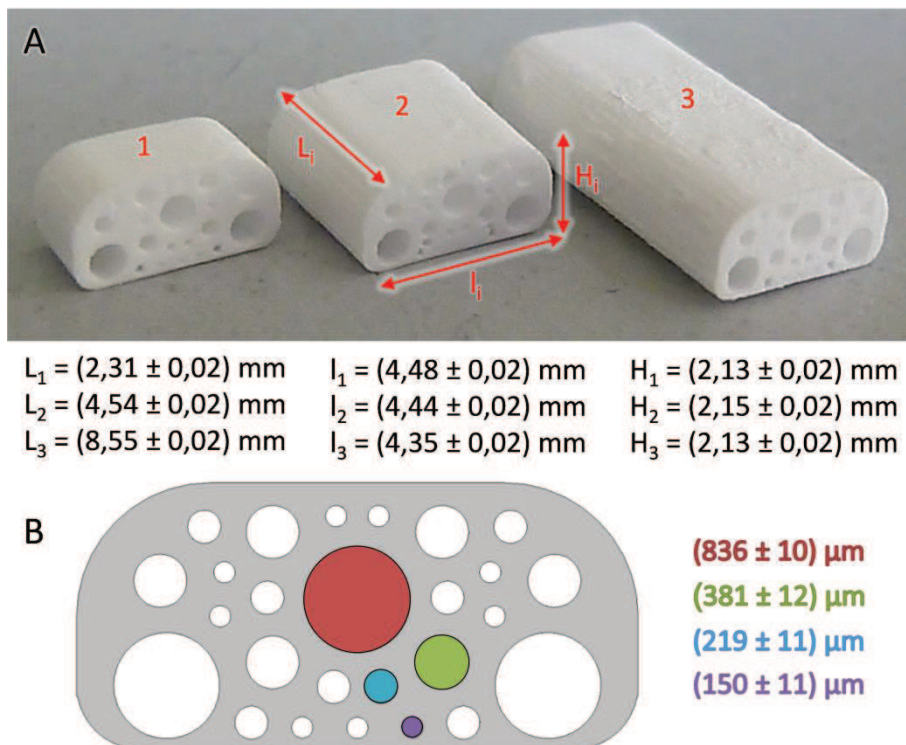 A
1
2
3
Li
Hi
li
L1 = (2,31 ± 0,02) mm l1 = (4,48 ± 0,02) mm H1 = (2,13 ± 0,02) mm
L2 = (4,54 ± 0,02) mm l2 = (4,44 ± 0,02) mm H2 = (2,15 ± 0,02) mm
L3 = (8,55 ± 0,02) mm l3 = (4,35 ± 0,02) mm H3 = (2,13 ± 0,02) mm
B
(836 ± 10) µm
(381 ± 12) µm
(219 ± 11) µm
(150 ± 11) µm